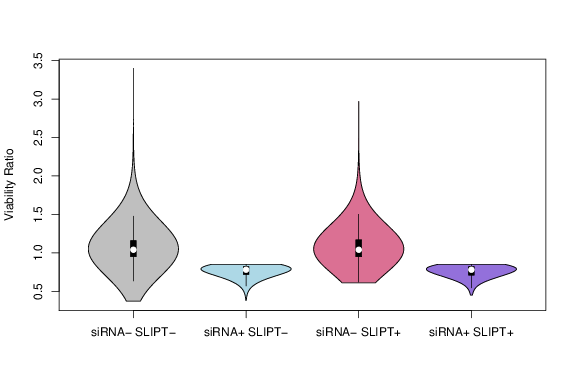 3.5
3.0
2.5
2.0
1.5
1.0
0.5
Viability Ratio
siRNA− SLIPT−
siRNA+ SLIPT−
siRNA− SLIPT+
siRNA+ SLIPT+